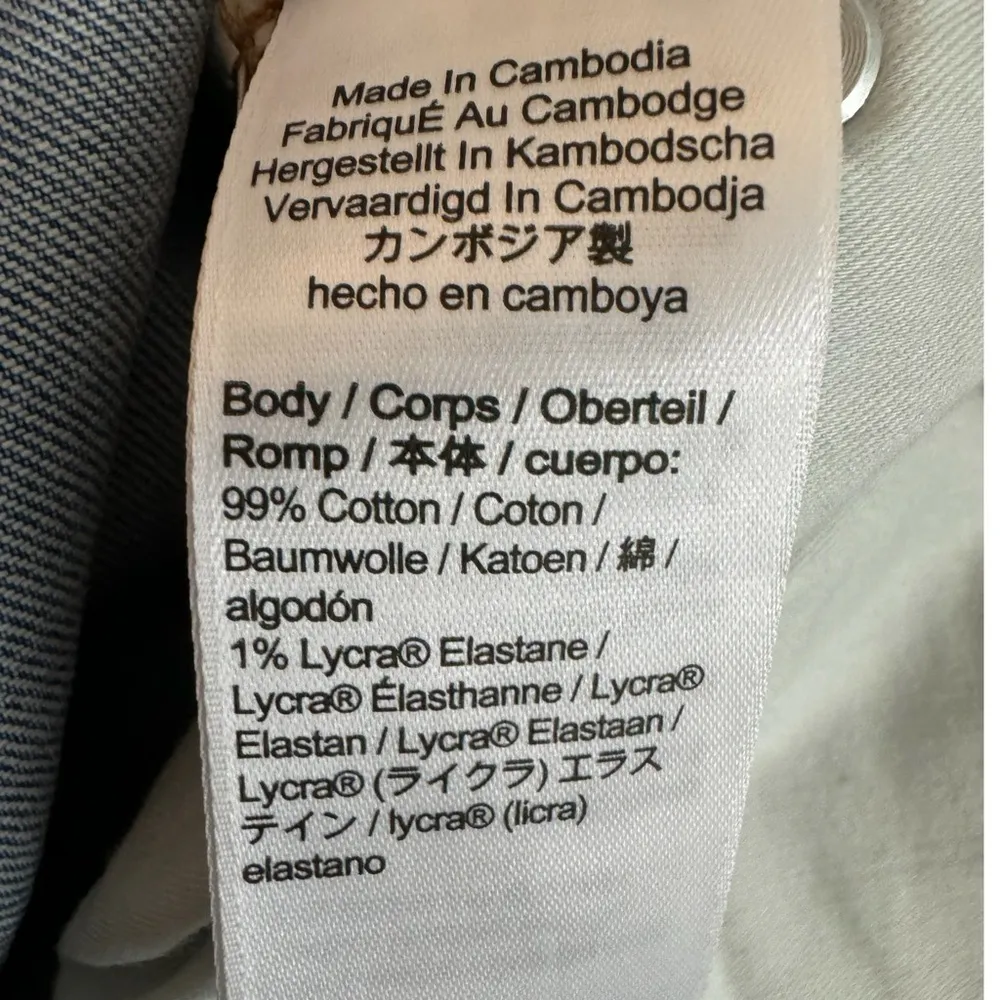 Made In Cambodia
FabriquÉ Au Cambodge
Hergestellt In Kambodscha
Vervaardigd In Cambodja
カンボジア製
hecho en camboya
Body / Corps / Oberteil /
Romp / 本体 / cuerpo:
99% Cotton / Coton /
Baumwolle / Katoen / 綿 /
algodón
1% Lycra® Elastane /
Lycra® Élasthanne / Lycra®
Elastan / Lycra® Elastaan /
Lycra® (ライクラ) エラス
テイン / lycra® (licra)
elastano